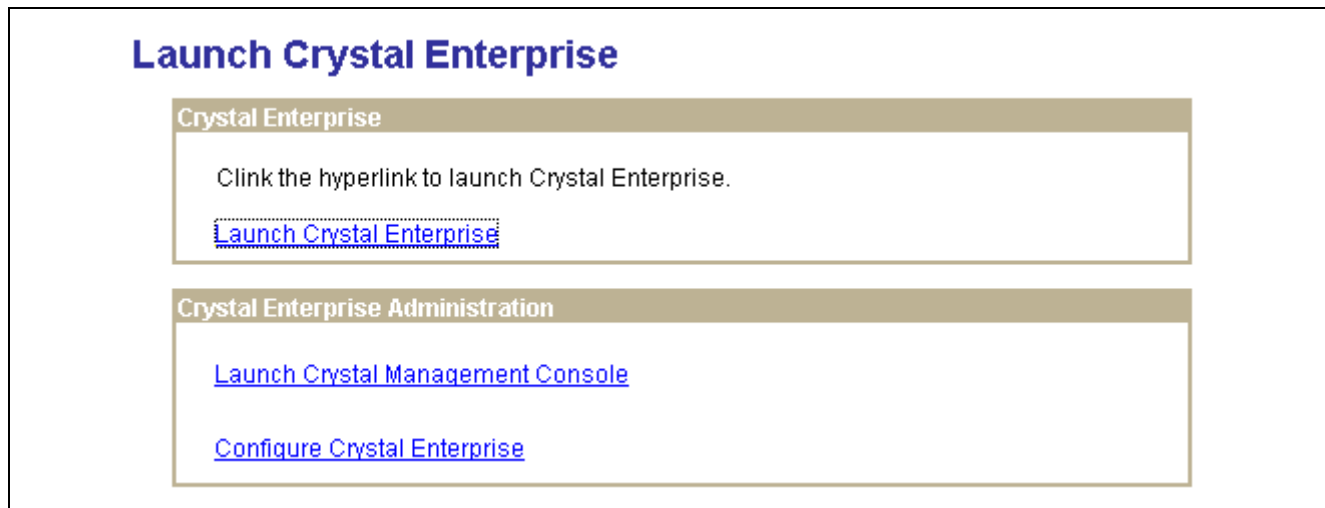 Launch Crystal Enterprise
Crystal Enterprise
Clink the hyperlink to launch Crystal Enterprise.
Launch Crystal Enterprise
Crystal Enterprise Administration
Launch Crystal Management Console
Configure Crystal Enterprise